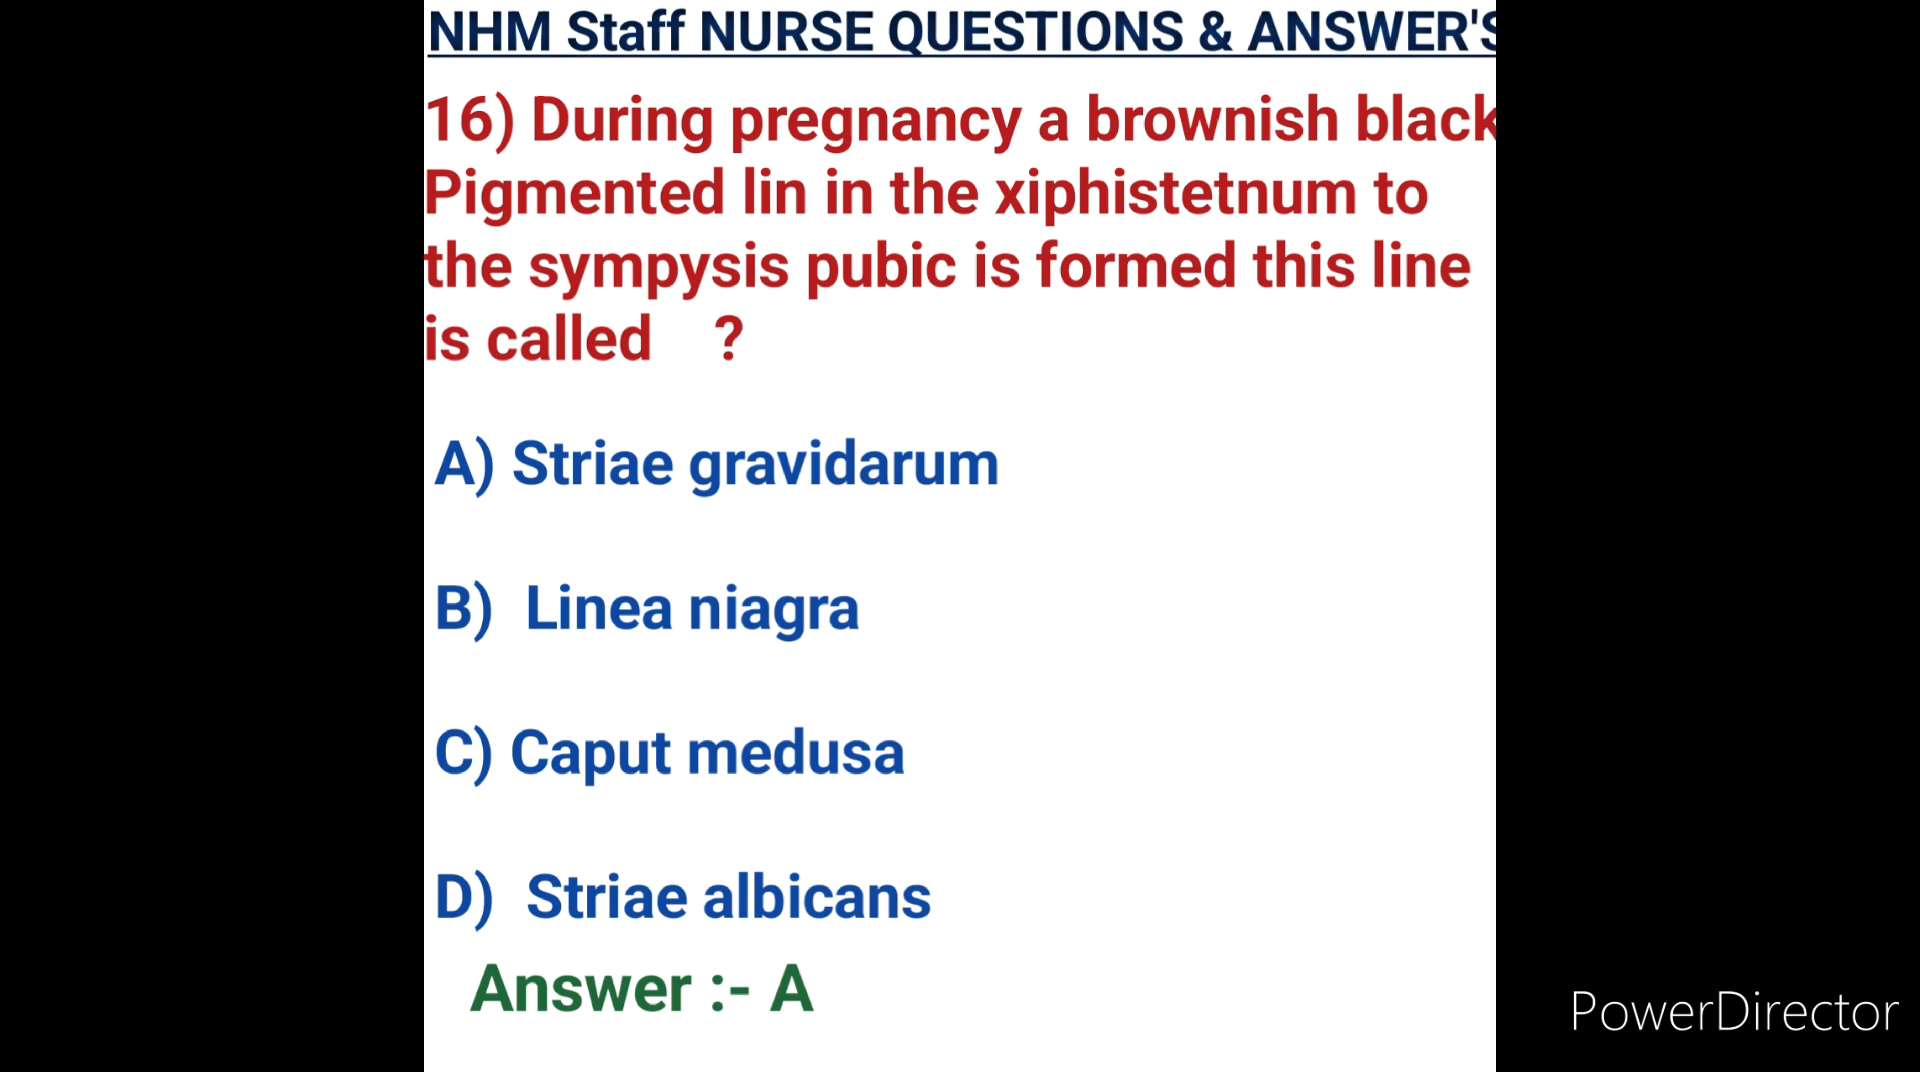 NHM Staff NURSE QUESTIONS & ANSWER'S
16) During pregnancy a brownish black
Pigmented lin in the xiphistetnum to
the sympysis pubic is formed this line
is called ?
A) Striae gravidarum
B) Linea niagra
C) Caput medusa
D) Striae albicans
Answer :- A
PowerDirector